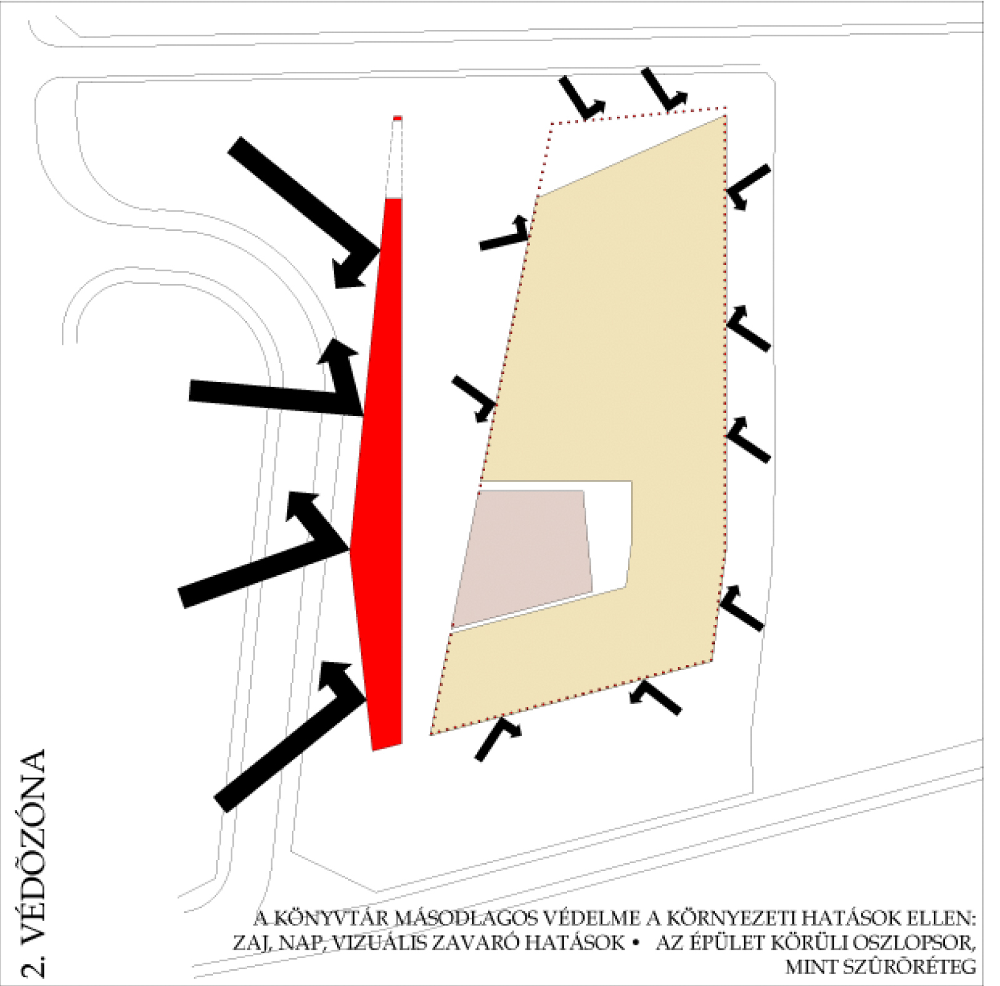 2. VÉDÕZÓNA
A KÖNYVTÁR MÁSODLAGOS VÉDELME A KÖRNYEZETI HATÁSOK ELLEN:
ZAJ, NAP, VIZUÁLIS ZAVARÓ HATÁSOK • AZ ÉPÜLET KÖRÜLI OSZLOPSOR,
MINT SZÛRÕRÉTEG